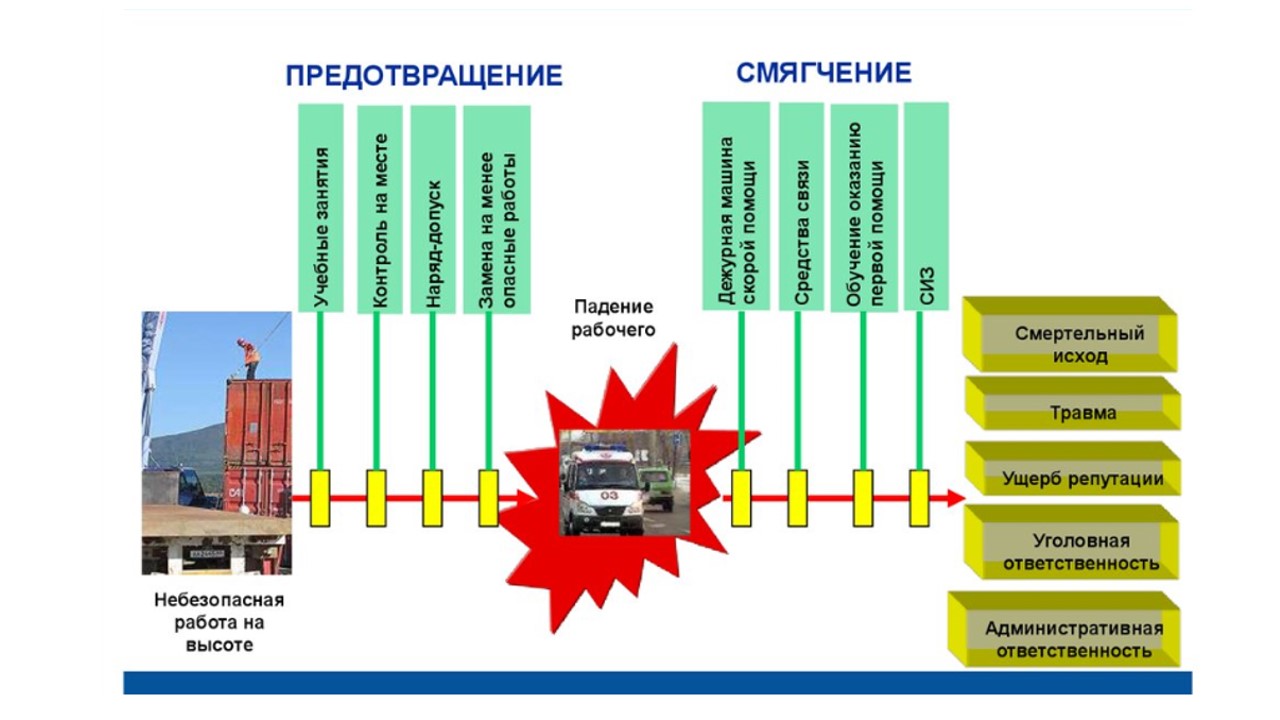 ПРЕДОТВРАЩЕНИЕ
СМЯГЧЕНИЕ
Учебные занятия
Контроль на месте
Наряд-допуск
Замена на менее
опасные работы
Дежурная машина
скорой помощи
Средства связи
Обучение оказанию
первой помощи
СИЗ
Падение
рабочего
03
Небезопасная
работа на
высоте
Смертельный
исход
Травма
Ущерб репутации
Уголовная
ответственность
Административная
ответственность